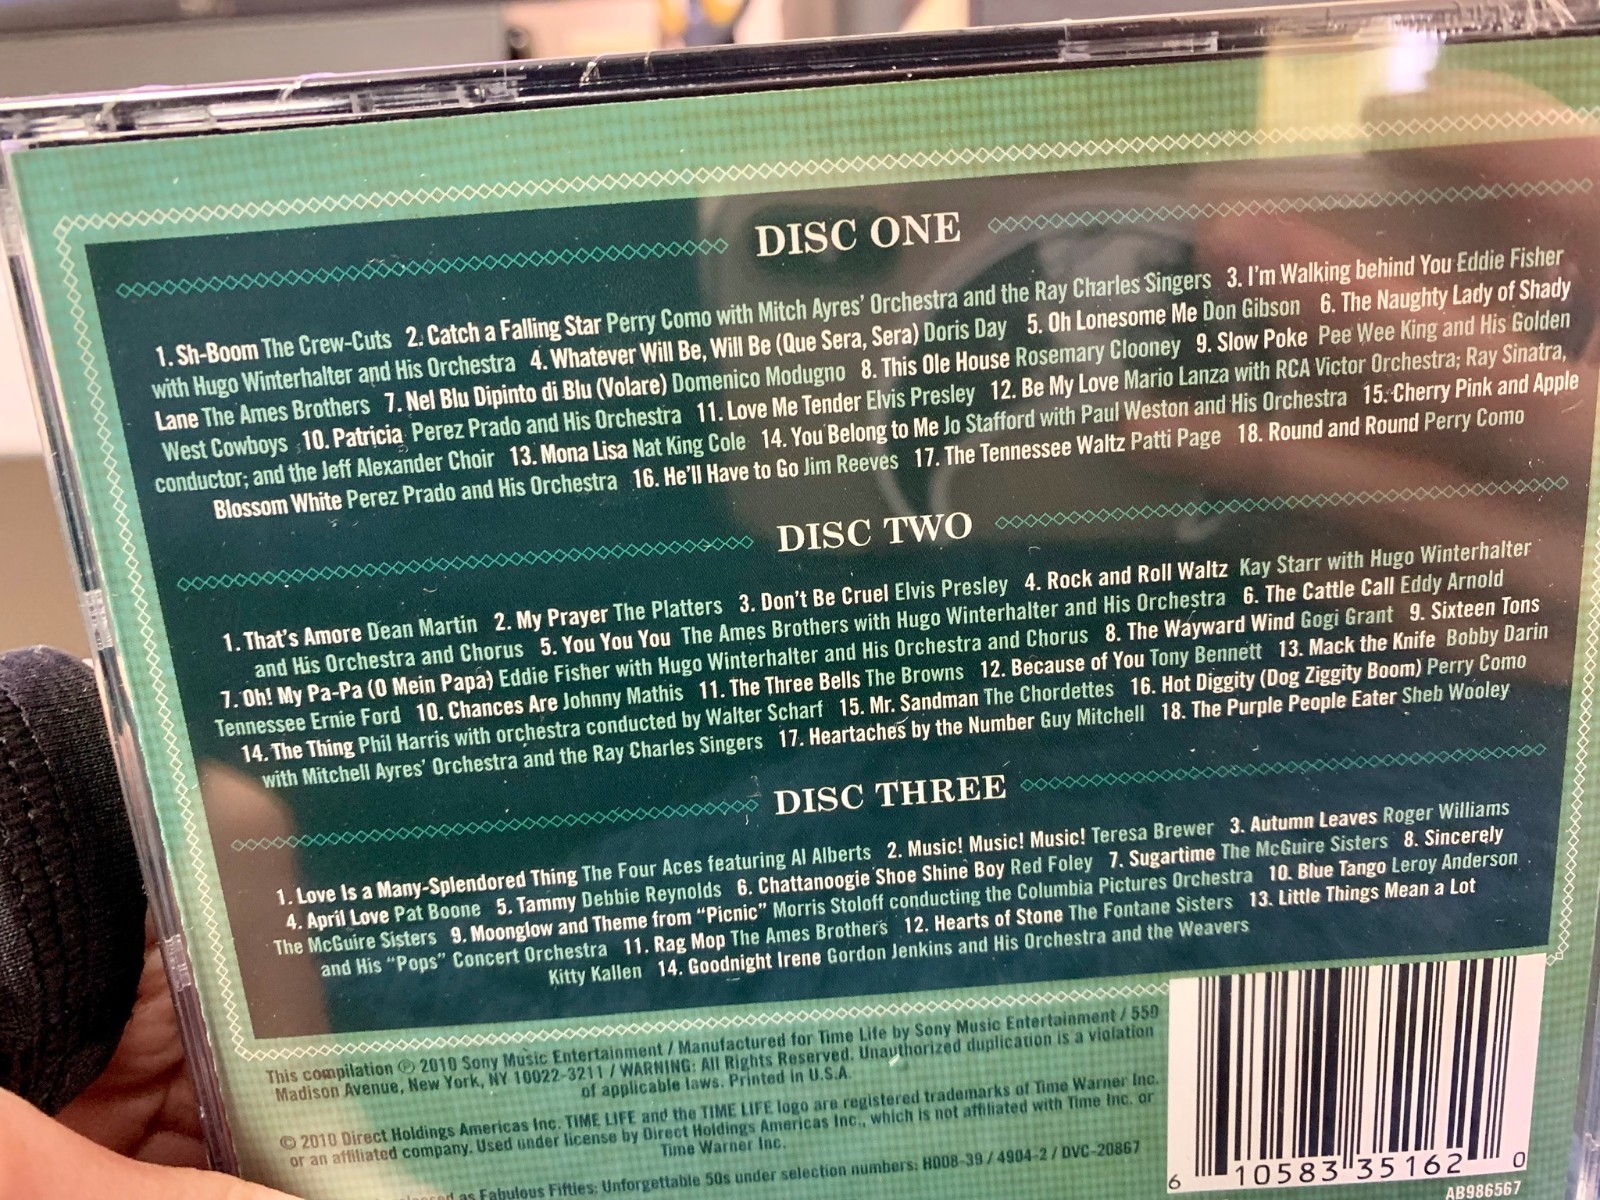 DISC ONE
1. Sh-Boom The Crew-Cuts 2. Catch a Falling Star Perry Como with Mitch Ayres' Orchestra and the Ray Charles Singers 3. I'm Walking behind You Eddie Fisher
with Hugo Winterhalter and His Orchestra 4. Whatever Will Be, Will Be (Que Sera, Sera) Doris Day 5. Oh Lonesome Me Don Gibson 6. The Naughty Lady of Shady
Lane The Ames Brothers 7. Nel Blu Dipinto di Blu (Volare) Domenico Modugno 8. This Ole House Rosemary Clooney 9. Slow Poke Pee Wee King and His Golden
West Cowboys 10. Patricia Perez Prado and His Orchestra 11. Love Me Tender Elvis Presley 12. Be My Love Mario Lanza with RCA Victor Orchestra; Ray Sinatra,
conductor; and the Jeff Alexander Choir 13. Mona Lisa Nat King Cole 14. You Belong to Me Jo Stafford with Paul Weston and His Orchestra 15. Cherry Pink and Apple
Blossom White Perez Prado and His Orchestra 16. He'll Have to Go Jim Reeves 17. The Tennessee Waltz Patti Page 18. Round and Round Perry Como
DISC TWO
1. That's Amore Dean Martin 2. My Prayer The Platters 3. Don't Be Cruel Elvis Presley 4. Rock and Roll Waltz Kay Starr with Hugo Winterhalter
and His Orchestra and Chorus 5. You You You The Ames Brothers with Hugo Winterhalter and His Orchestra 6. The Cattle Call Eddy Arnold
7. Oh! My Pa-Pa (O Mein Papa) Eddie Fisher with Hugo Winterhalter and His Orchestra and Chorus 8. The Wayward Wind Gogi Grant 9. Sixteen Tons
Tennessee Ernie Ford 10. Chances Are Johnny Mathis 11. The Three Bells The Browns 12. Because of You Tony Bennett 13. Mack the Knife Bobby Darin
14. The Thing Phil Harris with orchestra conducted by Walter Scharf 15. Mr. Sandman The Chordettes 16. Hot Diggity (Dog Ziggity Boom) Perry Como
with Mitchell Ayres' Orchestra and the Ray Charles Singers 17. Heartaches by the Number Guy Mitchell 18. The Purple People Eater Sheb Wooley
DISC THREE
1. Love Is a Many-Splendored Thing The Four Aces featuring Al Alberts 2. Music! Music! Music! Teresa Brewer 3. Autumn Leaves Roger Williams
4. April Love Pat Boone 5. Tammy Debbie Reynolds 6. Chattanoogie Shoe Shine Boy Red Foley 7. Sugartime The McGuire Sisters 8. Sincerely
The McGuire Sisters 9. Moonglow and Theme from "Picnic" Morris Stoloff conducting the Columbia Pictures Orchestra 10. Blue Tango Leroy Anderson
and His "Pops" Concert Orchestra 11. Rag Mop The Ames Brothers 12. Hearts of Stone The Fontane Sisters 13. Little Things Mean a Lot
Kitty Kallen 14. Goodnight Irene Gordon Jenkins and His Orchestra and the Weavers
This compilation ℗ 2010 Sony Music Entertainment / Manufactured for Time Life by Sony Music Entertainment / 550
Madison Avenue, New York, NY 10022-3211 / WARNING: All Rights Reserved. Unauthorized duplication is a violation
of applicable laws. Printed in U.S.A.
© 2010 Direct Holdings Americas Inc. TIME LIFE and the TIME LIFE logo are registered trademarks of Time Warner Inc.
or an affiliated company. Used under license by Direct Holdings Americas Inc., which is not affiliated with Time Inc. or
Time Warner Inc.
as Fabulous Fifties: Unforgettable 50s under selection numbers: H008-39 / 4904-2 / DVC-20867
6 10583 35162 0
AB986567